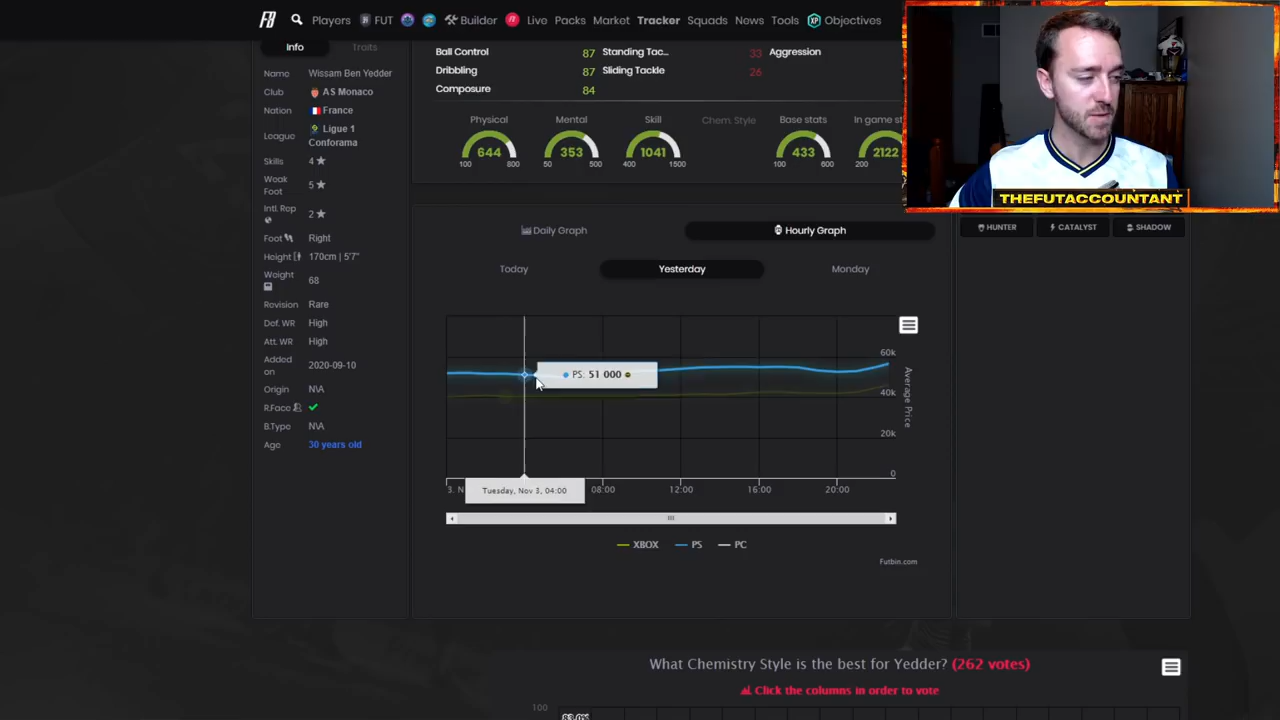 Players FUT Builder Live Packs Market Tracker Squads News Tools XP Objectives
Info Traits
Name Wissam Ben Yedder
Club AS Monaco
Nation France
League Ligue 1
Conforama
Skills 4★
Weak
Foot 5★
Intl. Rep 2★
Foot Right
Height 170cm | 5'7"
Weight 68
Revision Rare
Def. WR High
Att. WR High
Added
on 2020-09-10
Origin N\A
R.Face
B.Type N\A
Age 30 years old
Ball Control 87 Standing Tac... 33 Aggression
Dribbling 87 Sliding Tackle 26
Composure 84
Physical Mental Skill Chem. Style Base stats In game st
644 353 1041 433 2122
100 800 50 500 400 1500 100 600 200
THEFUTACCOUNTANT
HUNTER CATALYST SHADOW
Daily Graph Hourly Graph
Today Yesterday Monday
PS: 51 000
60k
40k
20k
0
Average Price
3. N 08:00 12:00 16:00 20:00
Tuesday, Nov 3, 04:00
XBOX PS PC
Futbin.com
What Chemistry Style is the best for Yedder? (262 votes)
Click the columns in order to vote
100